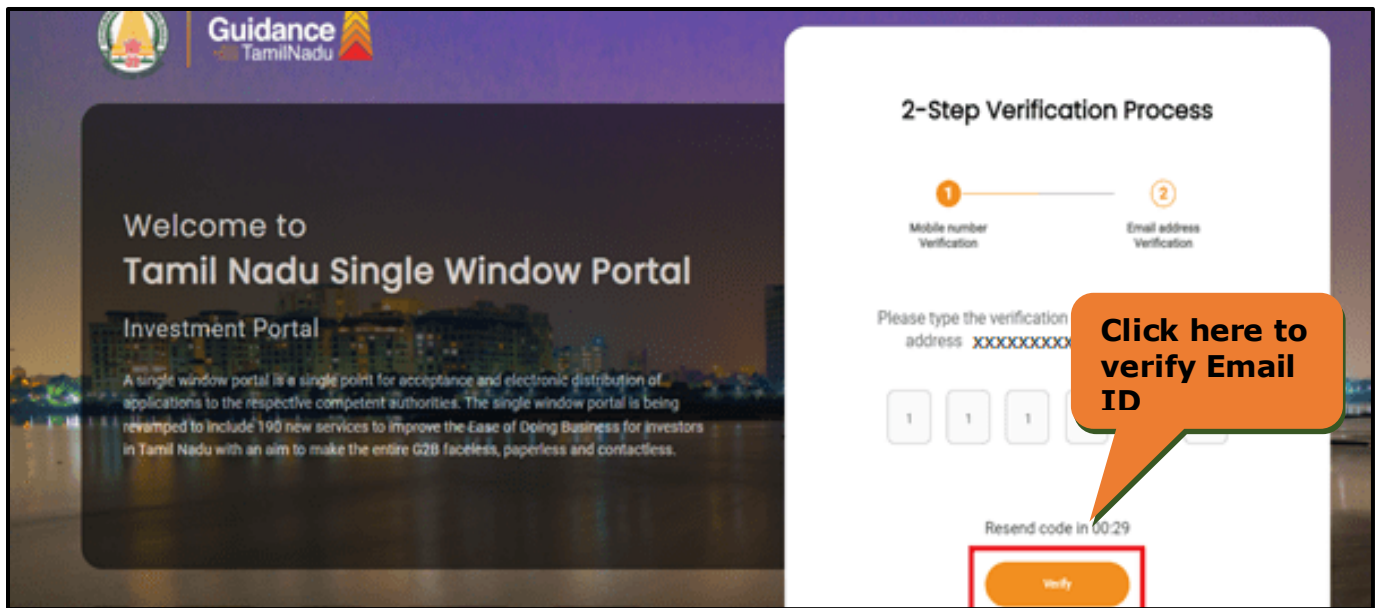 Guidance
TamilNadu
Welcome to
Tamil Nadu Single Window Portal
Investment Portal
A single window portal is a single point for acceptance and electronic distribution of
applications to the respective competent authorities. The single window portal is being
revamped to include 190 new services to improve the Ease of Doing Business for investors
in Tamil Nadu with an aim to make the entire G2B faceless, paperless and contactless.
2-Step Verification Process
1
2
Mobile number
Verification
Email address
Verification
Please type the verification
address xxxxxxxxx
Click here to
verify Email
ID
1 1 1
Resend code in 00:29
Verify